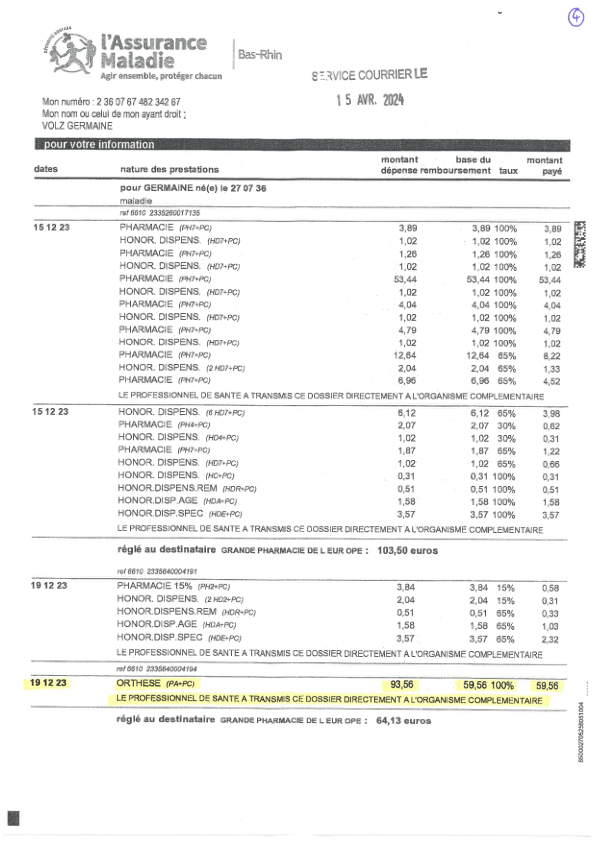 4
SÉCURITÉ SOCIALE
l'Assurance
Maladie
Agir ensemble, protéger chacun
Bas-Rhin
SERVICE COURRIER LE
15 AVR. 2024
Mon numéro : 2 36 07 67 482 342 67
Mon nom ou celui de mon ayant droit :
VOLZ GERMAINE
pour votre information
dates nature des prestations montant dépense base du remboursement taux montant payé
pour GERMAINE né(e) le 27 07 36
maladie
ref 6610 2335260017135
15 12 23 PHARMACIE (PH7+PC) 3,89 3,89 100% 3,89
HONOR. DISPENS. (HD7+PC) 1,02 1,02 100% 1,02
PHARMACIE (PH7+PC) 1,26 1,26 100% 1,26
HONOR. DISPENS. (HD7+PC) 1,02 1,02 100% 1,02
PHARMACIE (PH7+PC) 53,44 53,44 100% 53,44
HONOR. DISPENS. (HD7+PC) 1,02 1,02 100% 1,02
PHARMACIE (PH7+PC) 4,04 4,04 100% 4,04
HONOR. DISPENS. (HD7+PC) 1,02 1,02 100% 1,02
PHARMACIE (PH7+PC) 4,79 4,79 100% 4,79
HONOR. DISPENS. (HD7+PC) 1,02 1,02 100% 1,02
PHARMACIE (PH7+PC) 12,64 12,64 65% 8,22
HONOR. DISPENS. (2 HD7+PC) 2,04 2,04 65% 1,33
PHARMACIE (PH7+PC) 6,96 6,96 65% 4,52
LE PROFESSIONNEL DE SANTE A TRANSMIS CE DOSSIER DIRECTEMENT A L'ORGANISME COMPLEMENTAIRE
15 12 23 HONOR. DISPENS. (6 HD7+PC) 6,12 6,12 65% 3,98
PHARMACIE (PH4+PC) 2,07 2,07 30% 0,62
HONOR. DISPENS. (HD4+PC) 1,02 1,02 30% 0,31
PHARMACIE (PH7+PC) 1,87 1,87 65% 1,22
HONOR. DISPENS. (HD7+PC) 1,02 1,02 65% 0,66
HONOR. DISPENS. (HC+PC) 0,31 0,31 100% 0,31
HONOR.DISPENS.REM (HDR+PC) 0,51 0,51 100% 0,51
HONOR.DISP.AGE (HDA+PC) 1,58 1,58 100% 1,58
HONOR.DISP.SPEC (HDE+PC) 3,57 3,57 100% 3,57
LE PROFESSIONNEL DE SANTE A TRANSMIS CE DOSSIER DIRECTEMENT A L'ORGANISME COMPLEMENTAIRE
réglé au destinataire GRANDE PHARMACIE DE L EUR OPE : 103,50 euros
ref 6610 2335640004191
19 12 23 PHARMACIE 15% (PH2+PC) 3,84 3,84 15% 0,58
HONOR. DISPENS. (2 HD2+PC) 2,04 2,04 15% 0,31
HONOR.DISPENS.REM (HDR+PC) 0,51 0,51 65% 0,33
HONOR.DISP.AGE (HDA+PC) 1,58 1,58 65% 1,03
HONOR.DISP.SPEC (HDE+PC) 3,57 3,57 65% 2,32
LE PROFESSIONNEL DE SANTE A TRANSMIS CE DOSSIER DIRECTEMENT A L'ORGANISME COMPLEMENTAIRE
ref 6610 2335640004194
19 12 23 ORTHESE (PA+PC) 93,56 59,56 100% 59,56
LE PROFESSIONNEL DE SANTE A TRANSMIS CE DOSSIER DIRECTEMENT A L'ORGANISME COMPLEMENTAIRE
réglé au destinataire GRANDE PHARMACIE DE L EUR OPE : 64,13 euros